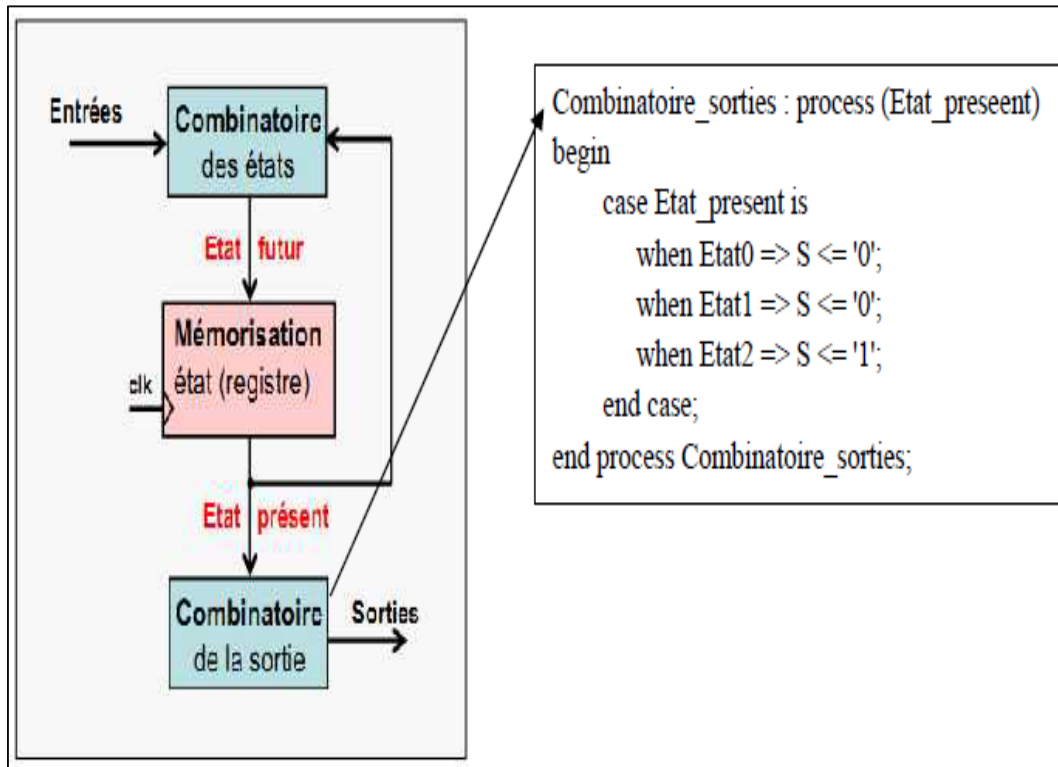 Entrées
Combinatoire
des états
Etat futur
Mémorisation
état (registre)
clk
Etat présent
Combinatoire
de la sortie
Sorties
Combinatoire_sorties : process (Etat_preseent)
begin
case Etat_present is
when Etat0 => S <= '0';
when Etat1 => S <= '0';
when Etat2 => S <= '1';
end case;
end process Combinatoire_sorties;